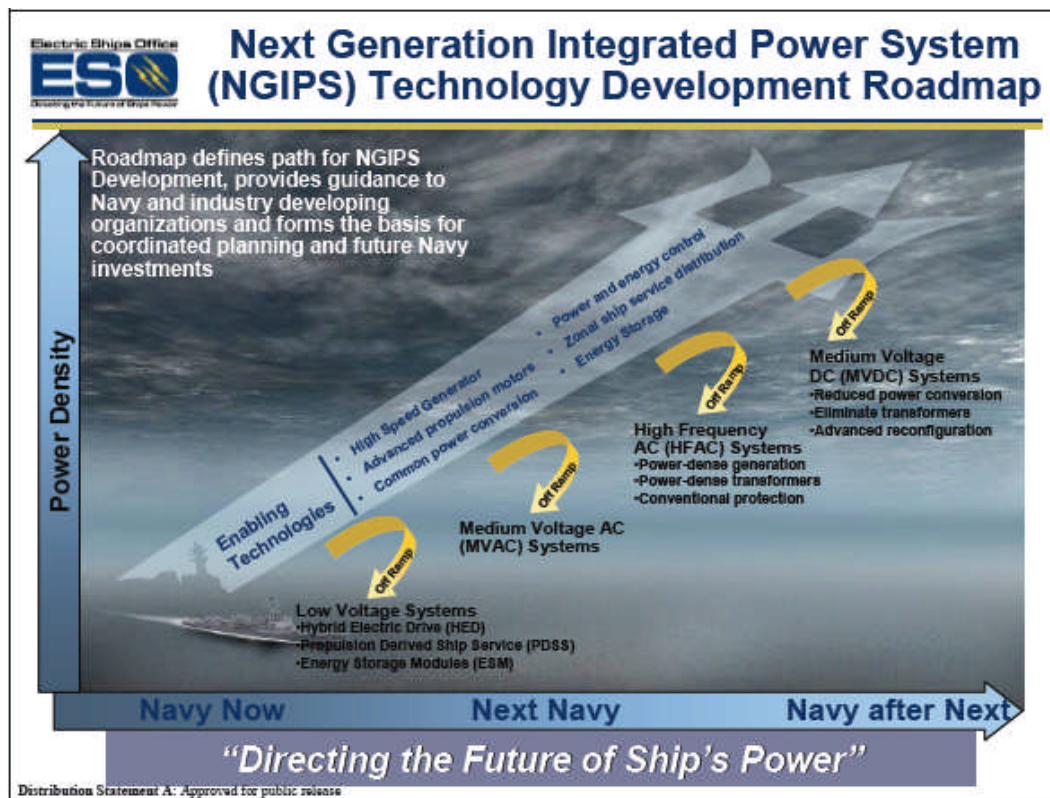 Electric Ships Office
ESO
Directing the Future of Ships Power
Next Generation Integrated Power System
(NGIPS) Technology Development Roadmap
Roadmap defines path for NGIPS
Development, provides guidance to
Navy and industry developing
organizations and forms the basis for
coordinated planning and future Navy
investments
Power Density
Enabling
Technologies
• High Speed Generator
• Advanced propulsion motors
• Common power conversion
• Power and energy control
• Zonal ship service distribution
• Energy Storage
Off Ramp
Low Voltage Systems
•Hybrid Electric Drive (HED)
•Propulsion Derived Ship Service (PDSS)
•Energy Storage Modules (ESM)
Off Ramp
Medium Voltage AC
(MVAC) Systems
Off Ramp
High Frequency
AC (HFAC) Systems
•Power-dense generation
•Power-dense transformers
•Conventional protection
Off Ramp
Medium Voltage
DC (MVDC) Systems
•Reduced power conversion
•Eliminate transformers
•Advanced reconfiguration
Navy Now
Next Navy
Navy after Next
“Directing the Future of Ship’s Power”
Distribution Statement A: Approved for public release